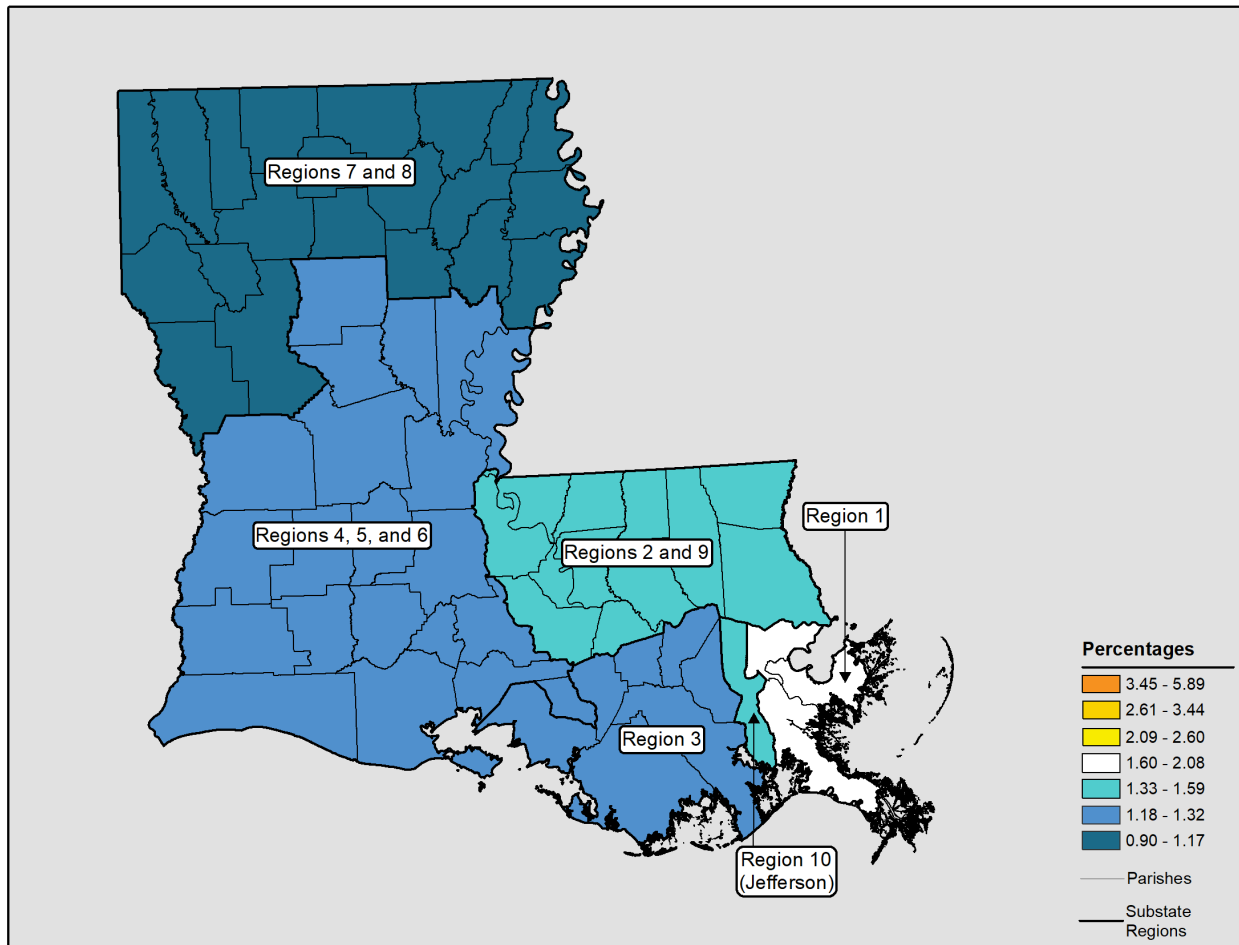 Regions 7 and 8
Region 1
Regions 4, 5, and 6
Regions 2 and 9
Region 3
Region 10
(Jefferson)
Percentages
3.45 - 5.89
2.61 - 3.44
2.09 - 2.60
1.60 - 2.08
1.33 - 1.59
1.18 - 1.32
0.90 - 1.17
Parishes
Substate
Regions